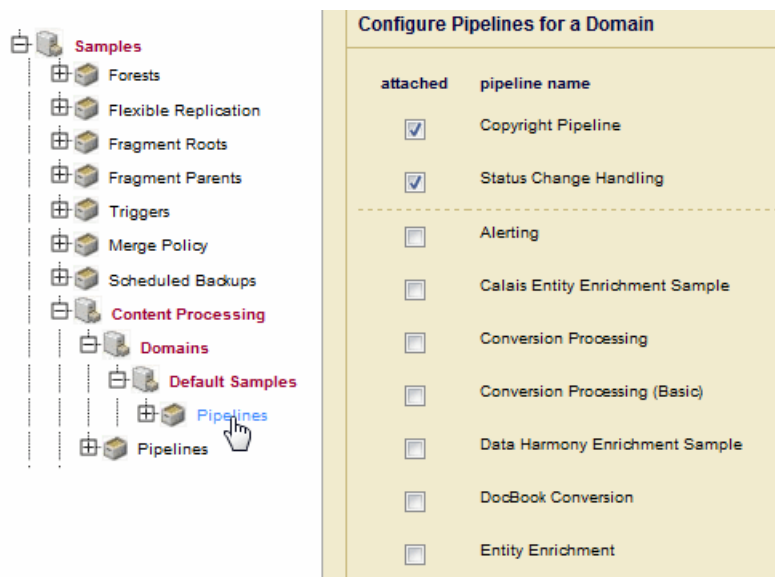 Samples
Forests
Flexible Replication
Fragment Roots
Fragment Parents
Triggers
Merge Policy
Scheduled Backups
Content Processing
Domains
Default Samples
Pipelines
Pipelines
Configure Pipelines for a Domain
attached pipeline name
Copyright Pipeline
Status Change Handling
Alerting
Calais Entity Enrichment Sample
Conversion Processing
Conversion Processing (Basic)
Data Harmony Enrichment Sample
DocBook Conversion
Entity Enrichment